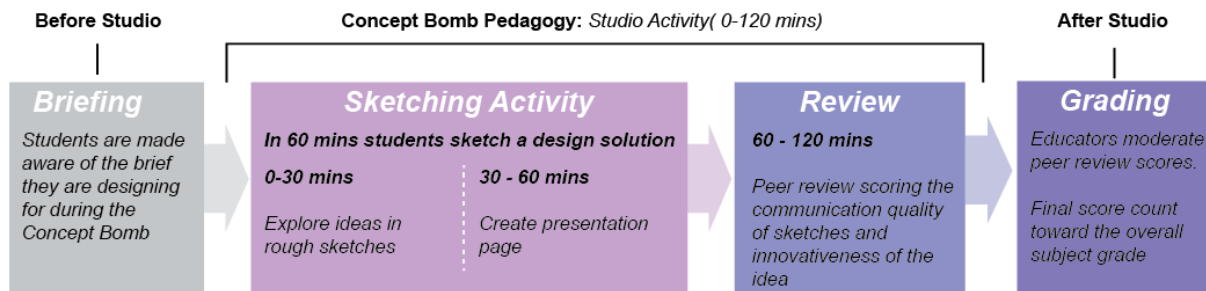 Before Studio
Concept Bomb Pedagogy: Studio Activity( 0-120 mins)
After Studio
Briefing
Students are made
aware of the brief
they are designing
for during the
Concept Bomb
Sketching Activity
In 60 mins students sketch a design solution
0-30 mins
Explore ideas in
rough sketches
30 - 60 mins
Create presentation
page
Review
60 - 120 mins
Peer review scoring the
communication quality
of sketches and
innovativeness of the
idea
Grading
Educators moderate
peer review scores.
Final score count
toward the overall
subject grade